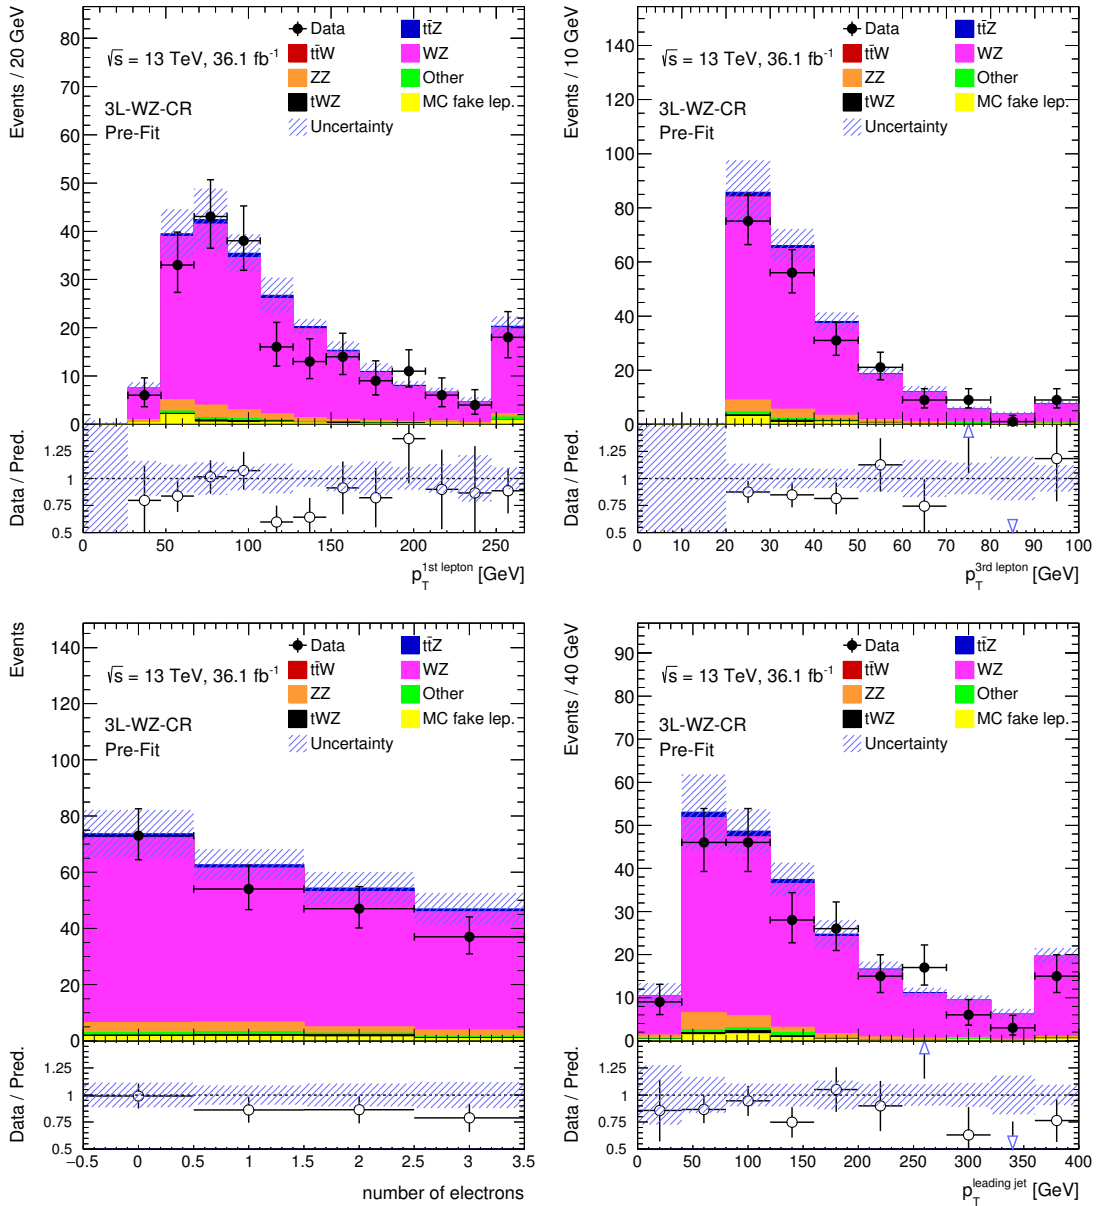 Events / 20 GeV
86
80
70
60
50
40
30
20
10
0
Data
tt̄Z
tt̄W
WZ
ZZ
Other
tWZ
MC fake lep.
Uncertainty
√s = 13 TeV, 36.1 fb⁻¹
3L-WZ-CR
Pre-Fit
Data / Pred.
1.25
1
0.75
0.5
0 50 100 150 200 250
p_T^1st lepton [GeV]
Events / 10 GeV
140
120
100
80
60
40
20
0
Data
tt̄Z
tt̄W
WZ
ZZ
Other
tWZ
MC fake lep.
Uncertainty
√s = 13 TeV, 36.1 fb⁻¹
3L-WZ-CR
Pre-Fit
Data / Pred.
1.25
1
0.75
0.5
0 10 20 30 40 50 60 70 80 90 100
p_T^3rd lepton [GeV]
Events
140
120
100
80
60
40
20
0
Data
tt̄Z
tt̄W
WZ
ZZ
Other
tWZ
MC fake lep.
Uncertainty
√s = 13 TeV, 36.1 fb⁻¹
3L-WZ-CR
Pre-Fit
Data / Pred.
1.25
1
0.75
0.5
−0.5 0 0.5 1 1.5 2 2.5 3 3.5
number of electrons
Events / 40 GeV
90
80
70
60
50
40
30
20
10
0
Data
tt̄Z
tt̄W
WZ
ZZ
Other
tWZ
MC fake lep.
Uncertainty
√s = 13 TeV, 36.1 fb⁻¹
3L-WZ-CR
Pre-Fit
Data / Pred.
1.25
1
0.75
0.5
0 50 100 150 200 250 300 350 400
p_T^leading jet [GeV]